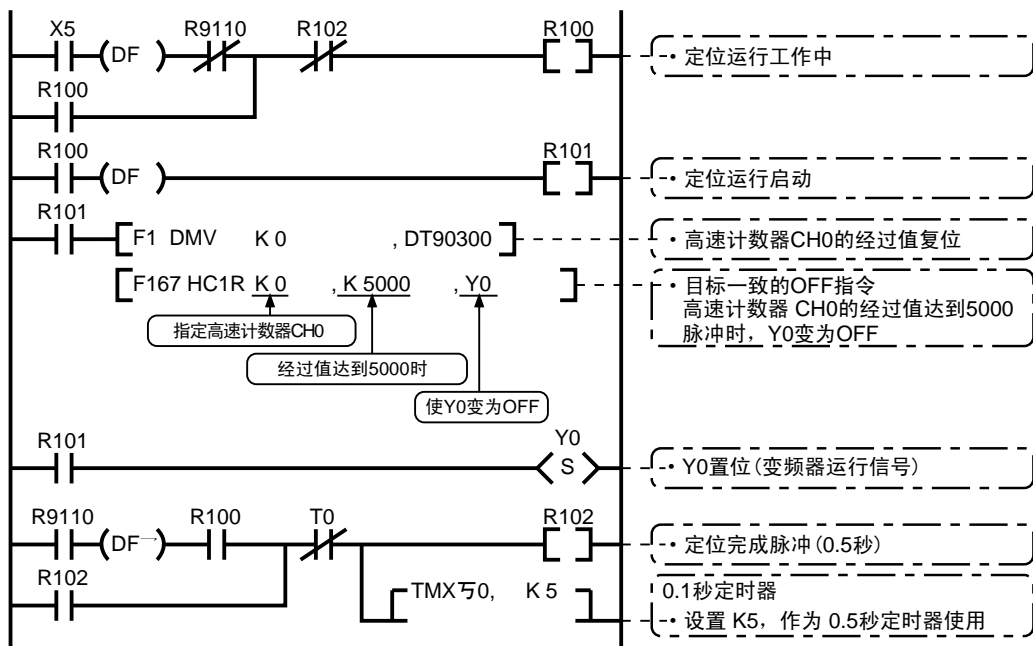 X5 R9110 R102 R100
(DF )
· 定位运行工作中
R100
R100 R101
(DF )
· 定位运行启动
R101
F1 DMV K 0 , DT90300
· 高速计数器CH0的经过值复位
F167 HC1R K 0 , K 5000 , Y0
· 目标一致的OFF指令
高速计数器 CH0的经过值达到5000
脉冲时，Y0变为OFF
指定高速计数器CH0
经过值达到5000时
使Y0变为OFF
R101 Y0
S
· Y0置位(变频器运行信号)
R9110 R100 T0 R102
(DF→ )
· 定位完成脉冲(0.5秒)
R102
TMX丂0, K 5
0.1秒定时器
· 设置 K5，作为 0.5秒定时器使用